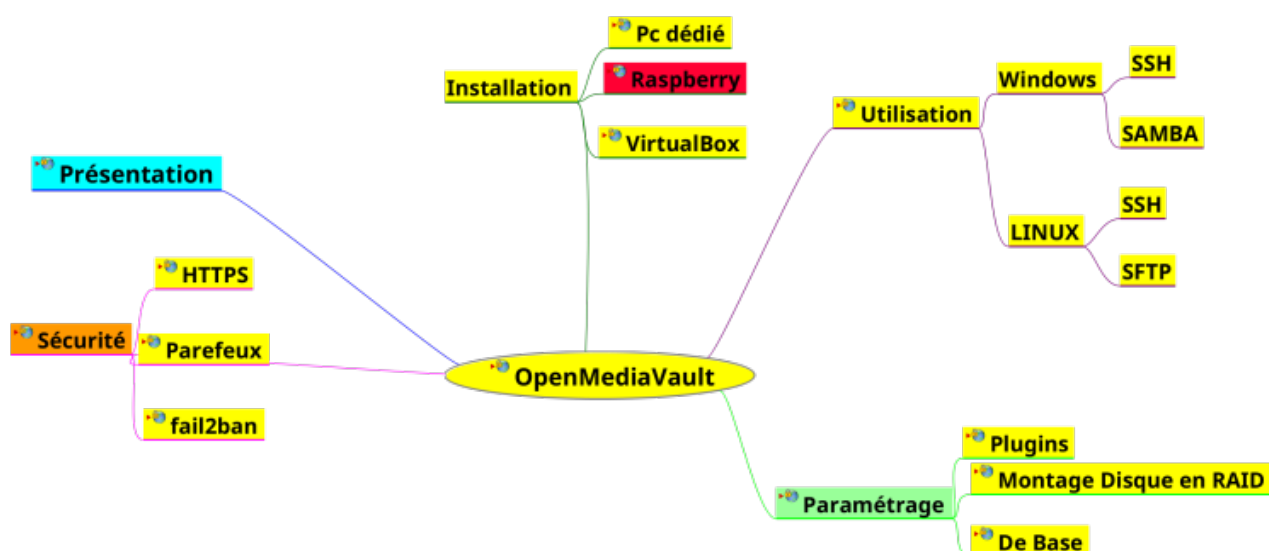 Pc dédié
Installation
Raspberry
VirtualBox
Présentation
Utilisation
Windows
SSH
SAMBA
LINUX
SSH
SFTP
HTTPS
Sécurité
Parefeux
fail2ban
OpenMediaVault
Paramétrage
Plugins
Montage Disque en RAID
De Base